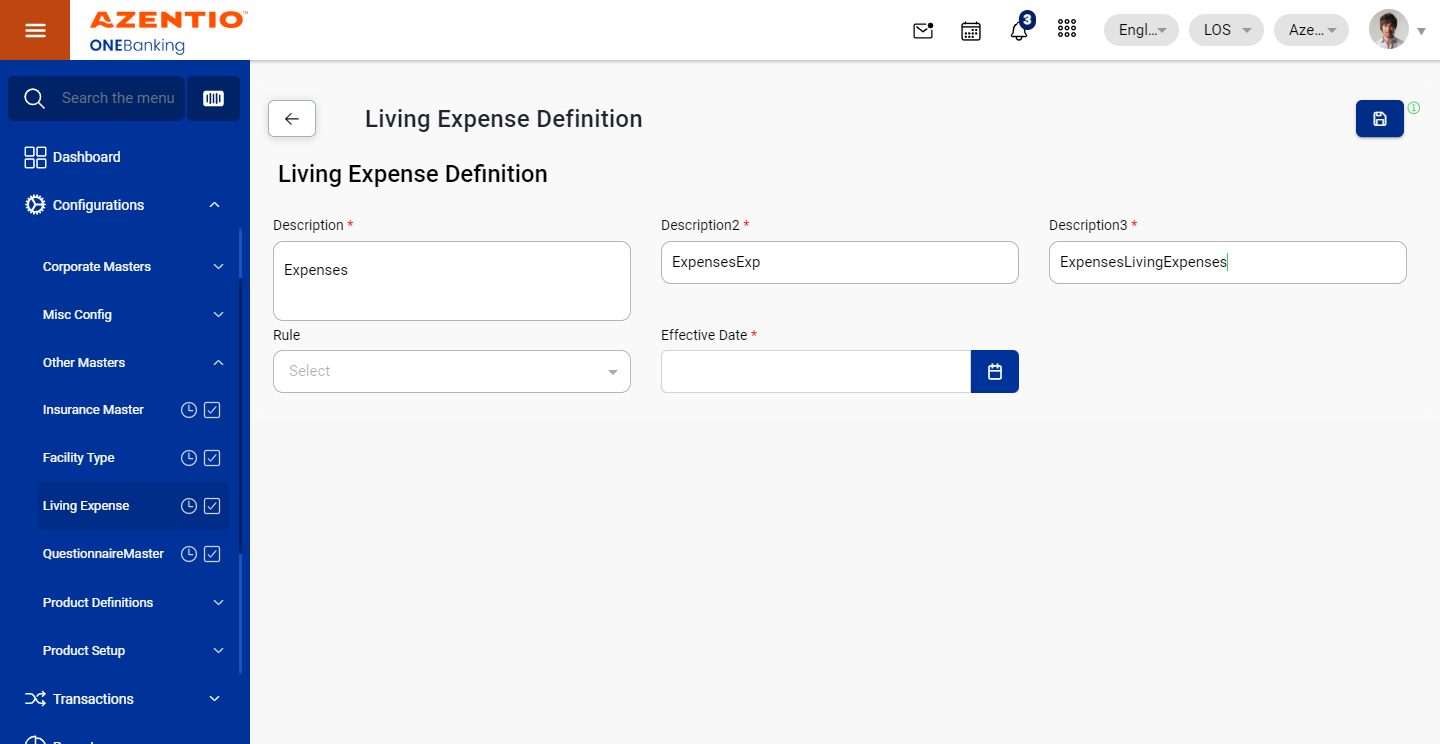 AZENTIO™
ONEBanking
3
Engl...
LOS
Aze...
Search the menu
Dashboard
Configurations
Corporate Masters
Misc Config
Other Masters
Insurance Master
Facility Type
Living Expense
QuestionnaireMaster
Product Definitions
Product Setup
Transactions
Living Expense Definition
Living Expense Definition
Description *
Description2 *
Description3 *
Expenses
ExpensesExp
ExpensesLivingExpenses
Rule
Effective Date *
Select